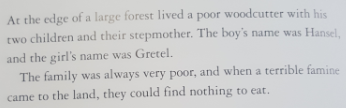 At the edge of a large forest lived a poor woodcutter with his
two children and their stepmother. The boy's name was Hansel,
and the girl's name was Gretel.
The family was always very poor, and when a terrible famine
came to the land, they could find nothing to eat.